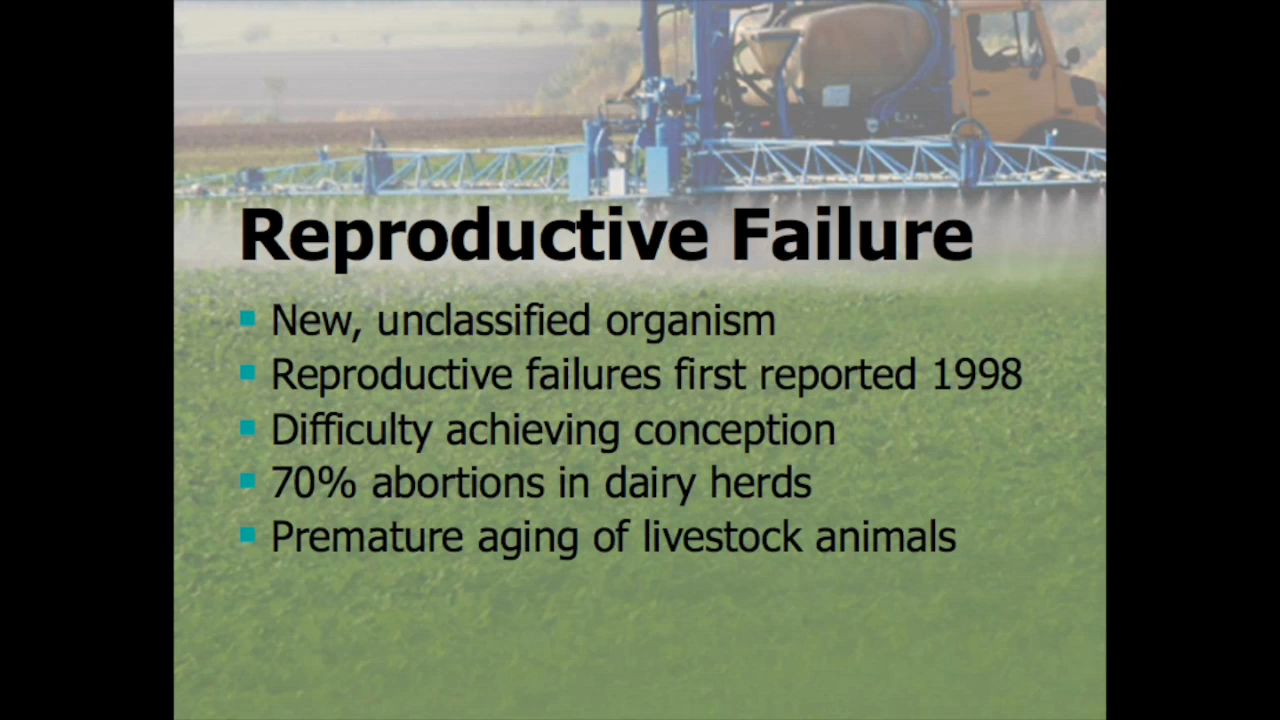 Reproductive Failure
New, unclassified organism
Reproductive failures first reported 1998
Difficulty achieving conception
70% abortions in dairy herds
Premature aging of livestock animals